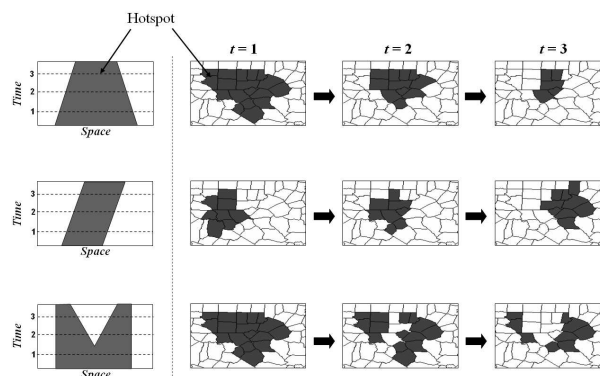 Hotspot
t = 1
t = 2
t = 3
Time
3
2
1
Space
Time
3
2
1
Space
Time
3
2
1
Space